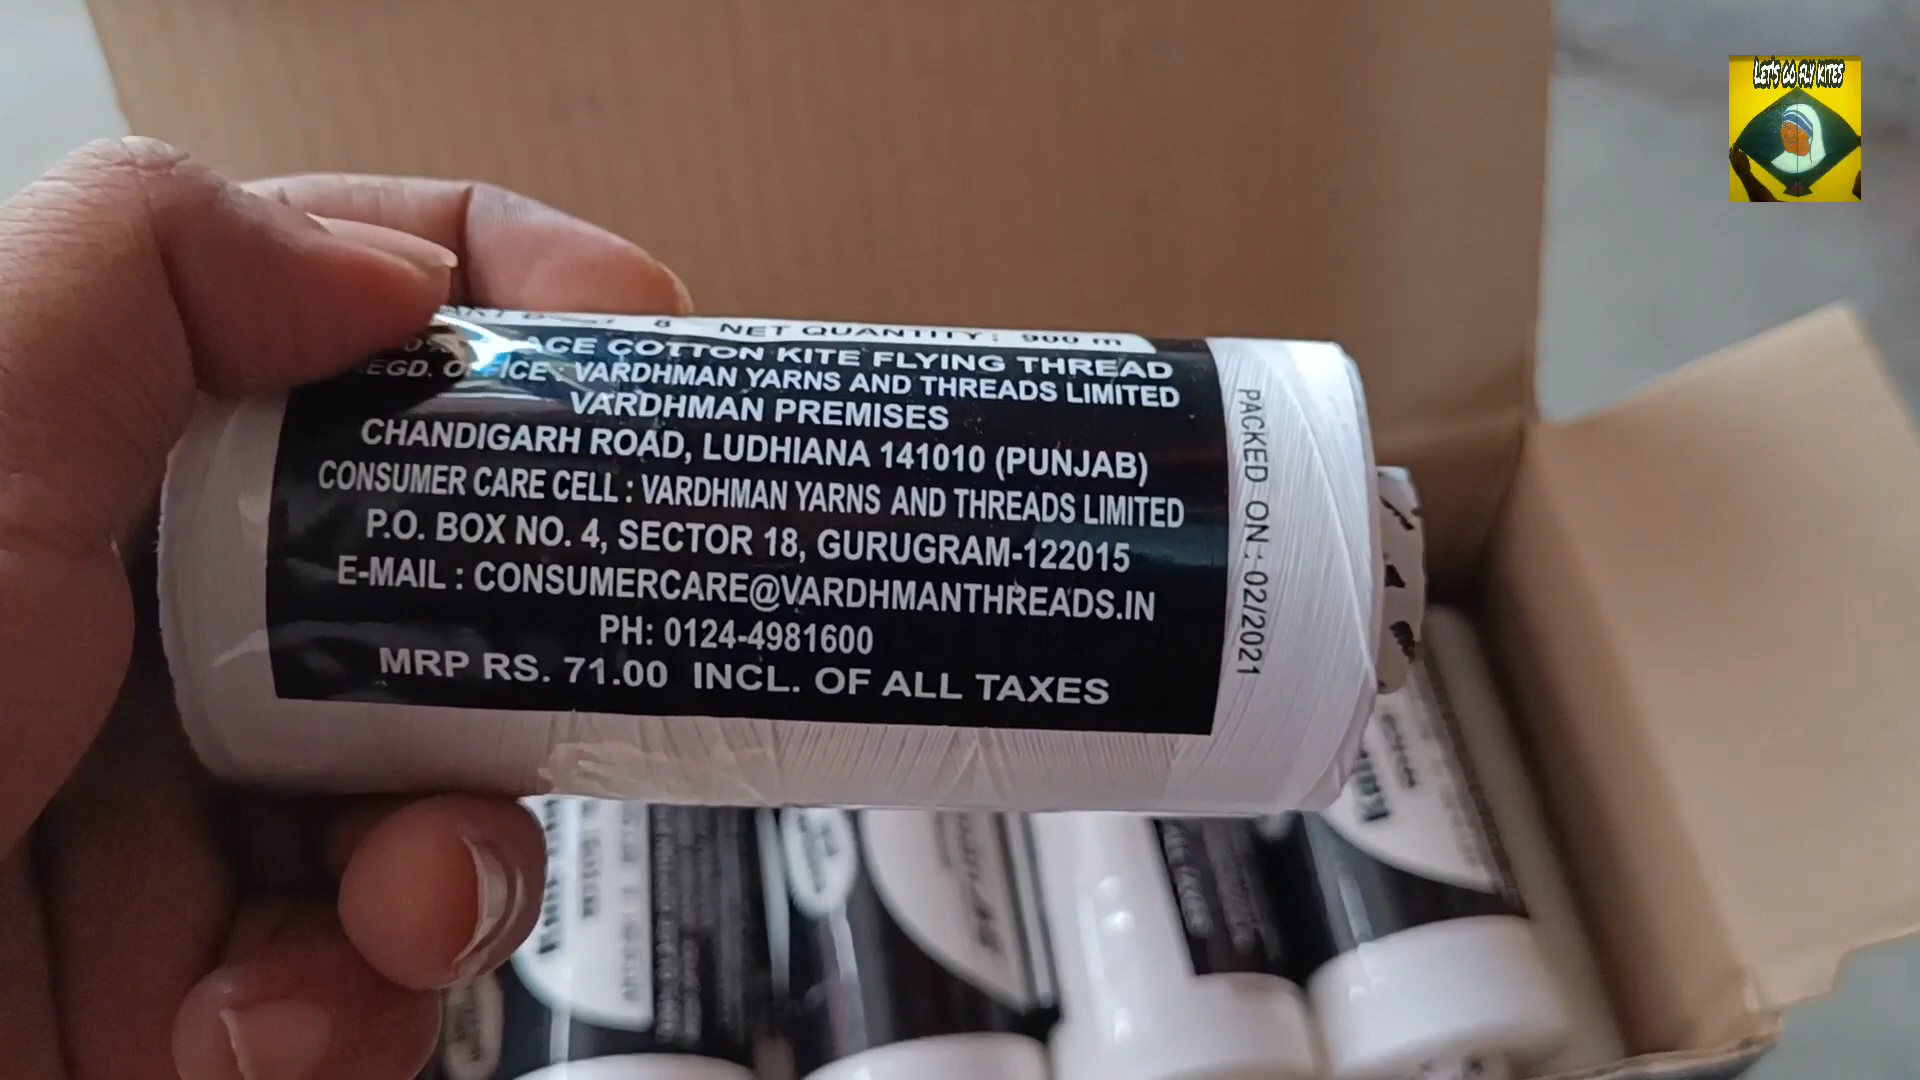 LET'S GO FLY KITES
8 NET QUANTITY: 900 m
ACE COTTON KITE FLYING THREAD
EGD. OFFICE : VARDHMAN YARNS AND THREADS LIMITED
VARDHMAN PREMISES
CHANDIGARH ROAD, LUDHIANA 141010 (PUNJAB)
CONSUMER CARE CELL : VARDHMAN YARNS AND THREADS LIMITED
P.O. BOX NO. 4, SECTOR 18, GURUGRAM-122015
E-MAIL : CONSUMERCARE@VARDHMANTHREADS.IN
PH: 0124-4981600
MRP RS. 71.00 INCL. OF ALL TAXES
PACKED ON.: 02/2021